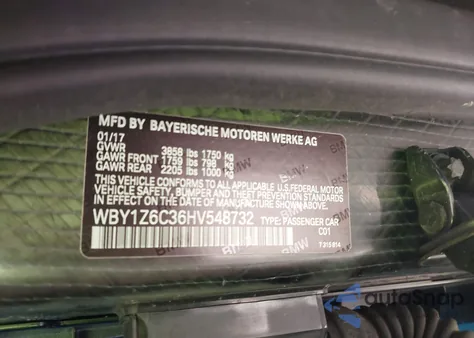 MFD BY BAYERISCHE MOTOREN WERKE AG
01/17
GVWR 3858 lbs 1750 kg
GAWR FRONT 1759 lbs 798 kg
GAWR REAR 2205 lbs 1000 kg
THIS VEHICLE CONFORMS TO ALL APPLICABLE U.S.FEDERAL MOTOR
VEHICLE SAFETY, BUMPER AND THEFT PREVENTION STANDARDS
IN EFFECT ON THE DATE OF MANUFACTURE SHOWN ABOVE.
WBY1Z6C36HV548732 TYPE: PASSENGER CAR
C01
autoSnap